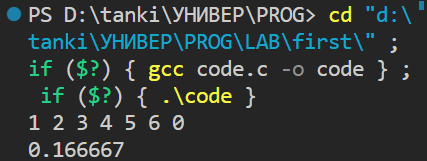 PS D:\tanki\УНИВЕР\PROG> cd "d:\
tanki\УНИВЕР\PROG\LAB\first\" ;
if ($?) { gcc code.c -o code } ;
 if ($?) { .\code }
1 2 3 4 5 6 0
0.166667